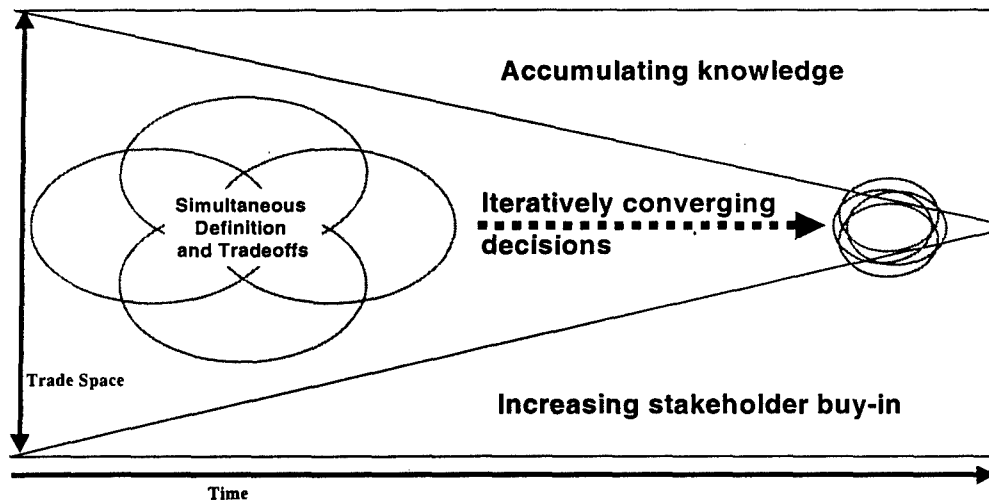 Accumulating knowledge
Simultaneous
Definition
and Tradeoffs
Iteratively converging
decisions
Trade Space
Increasing stakeholder buy-in
Time